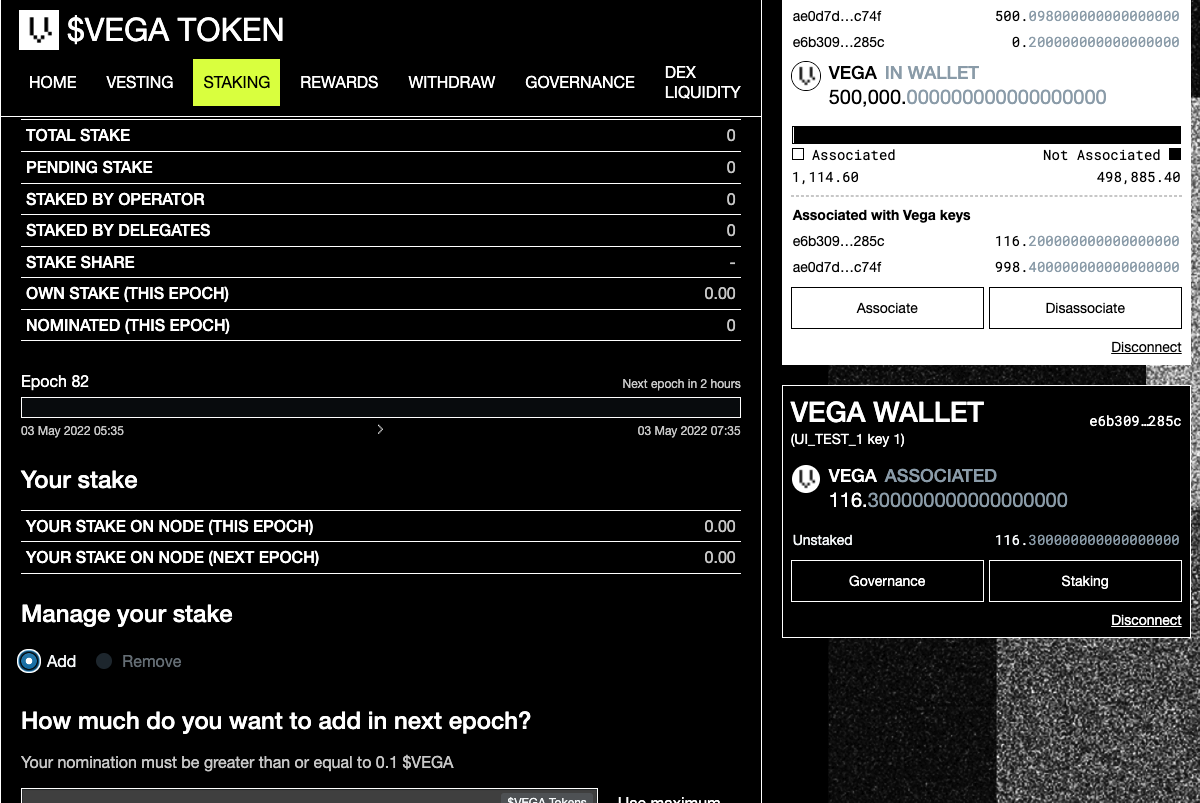 $VEGA TOKEN
HOME VESTING STAKING REWARDS WITHDRAW GOVERNANCE DEX LIQUIDITY
TOTAL STAKE 0
PENDING STAKE 0
STAKED BY OPERATOR 0
STAKED BY DELEGATES 0
STAKE SHARE -
OWN STAKE (THIS EPOCH) 0.00
NOMINATED (THIS EPOCH) 0
Epoch 82 Next epoch in 2 hours
03 May 2022 05:35 03 May 2022 07:35
Your stake
YOUR STAKE ON NODE (THIS EPOCH) 0.00
YOUR STAKE ON NODE (NEXT EPOCH) 0.00
Manage your stake
Add Remove
How much do you want to add in next epoch?
Your nomination must be greater than or equal to 0.1 $VEGA
$VEGA Tokens Use maximum
ae0d7d…c74f 500.098000000000000000
e6b309…285c 0.200000000000000000
VEGA IN WALLET
500,000.000000000000000000
Associated Not Associated
1,114.60 498,885.40
Associated with Vega keys
e6b309…285c 116.200000000000000000
ae0d7d…c74f 998.400000000000000000
Associate Disassociate
Disconnect
VEGA WALLET e6b309…285c
(UI_TEST_1 key 1)
VEGA ASSOCIATED
116.300000000000000000
Unstaked 116.300000000000000000
Governance Staking
Disconnect